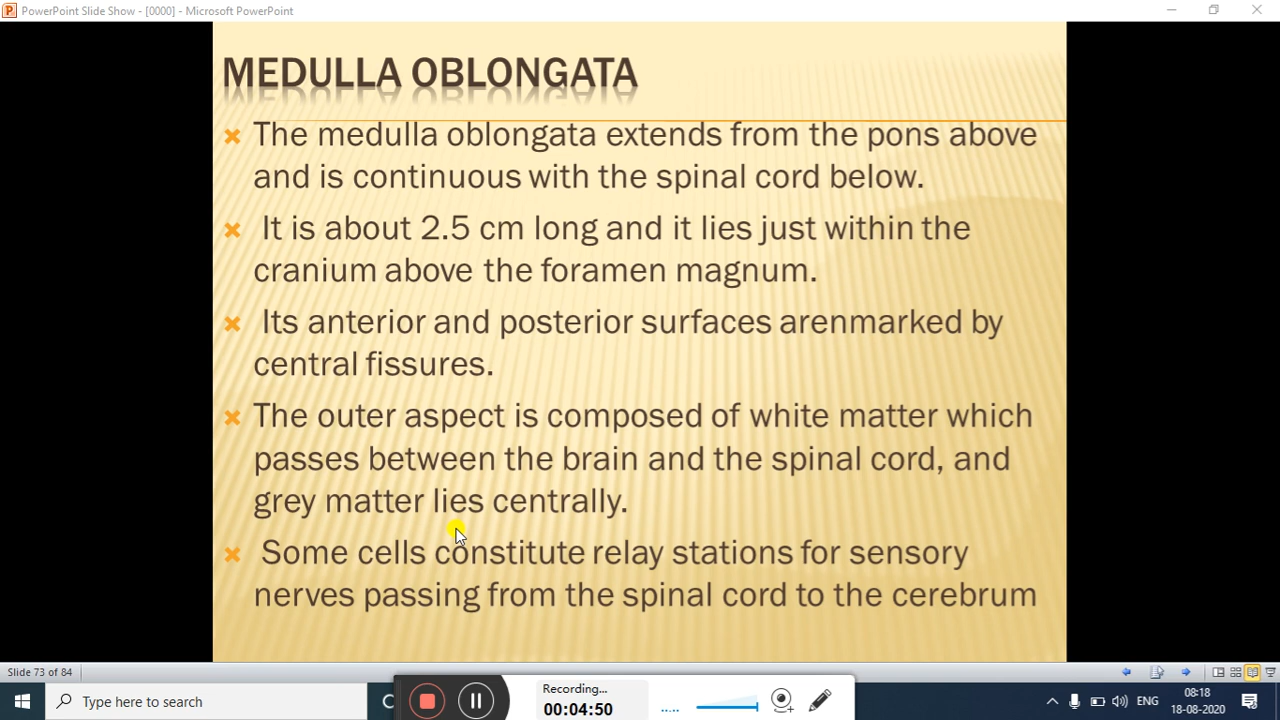 PowerPoint Slide Show - [0000] - Microsoft PowerPoint
MEDULLA OBLONGATA
The medulla oblongata extends from the pons above
and is continuous with the spinal cord below.
It is about 2.5 cm long and it lies just within the
cranium above the foramen magnum.
Its anterior and posterior surfaces arenmarked by
central fissures.
The outer aspect is composed of white matter which
passes between the brain and the spinal cord, and
grey matter lies centrally.
Some cells constitute relay stations for sensory
nerves passing from the spinal cord to the cerebrum
Slide 73 of 84
Type here to search
Recording...
00:04:50
ENG
08:18
18-08-2020